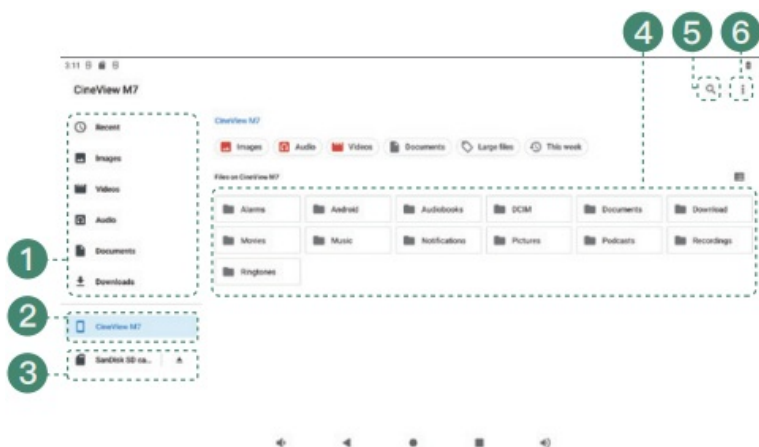 4 5 6
3:11
CineView M7
Recent
Images
Videos
Audio
Documents
Downloads
1
CineView M7
2
SanDisk SD ca...
3
CineView M7
Images Audio Videos Documents Large files This week
Files on CineView M7
Alarms Android Audiobooks DCIM Documents Download
Movies Music Notifications Pictures Podcasts Recordings
Ringtones